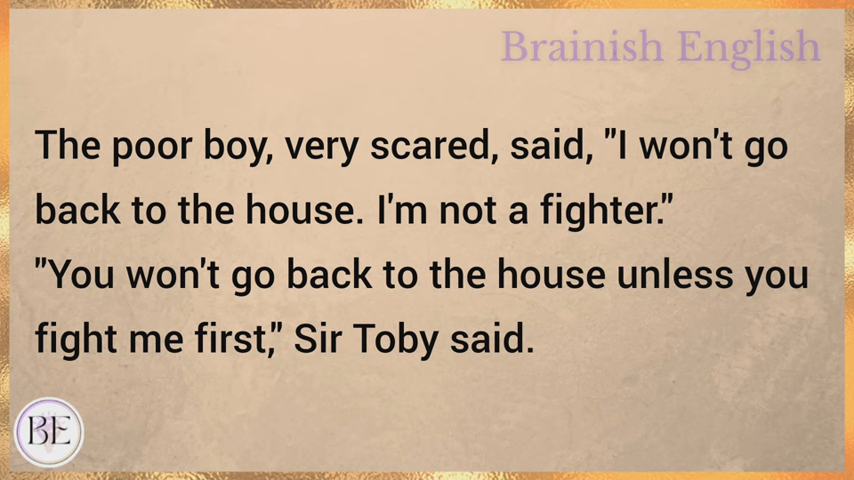 Brainish English
The poor boy, very scared, said, "I won't go
back to the house. I'm not a fighter."
"You won't go back to the house unless you
fight me first," Sir Toby said.
BE